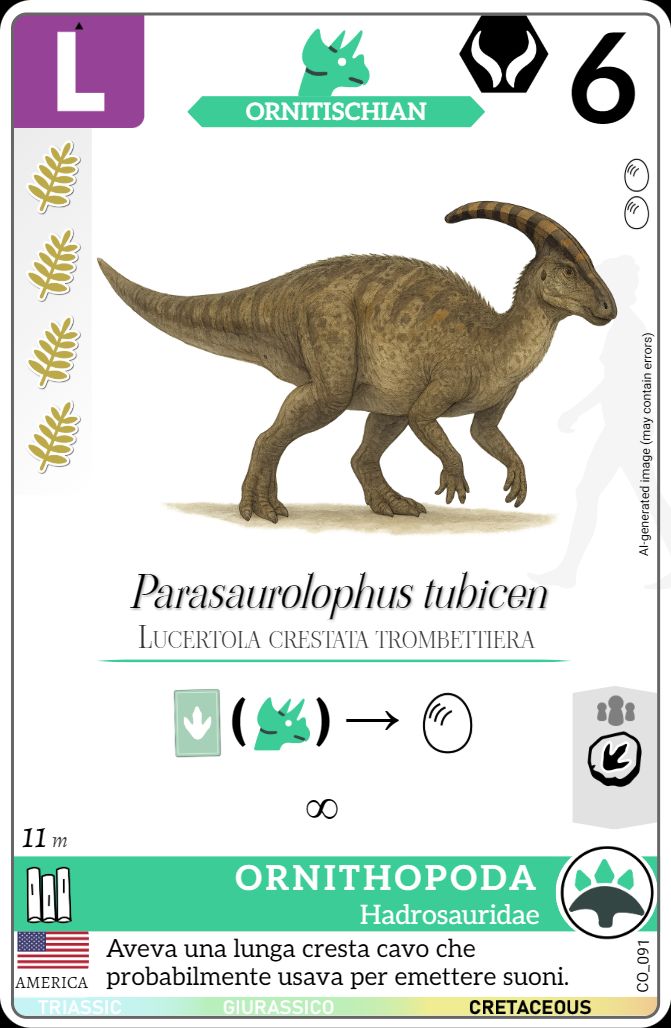 L
ORNITISCHIAN
6
AI-generated image (may contain errors)
Parasaurolophus tubicen
Lucertola crestata trombettiera
( ) → 
∞
11 m
ORNITHOPODA
Hadrosauridae
AMERICA
Aveva una lunga cresta cavo che
probabilmente usava per emettere suoni.
CO_091
TRIASSIC GIURASSICO CRETACEOUS